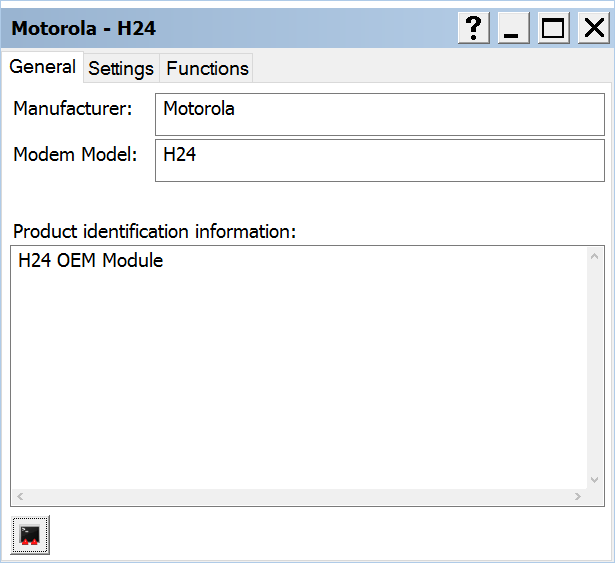 Motorola - H24
General Settings Functions
Manufacturer: Motorola
Modem Model: H24
Product identification information:
H24 OEM Module